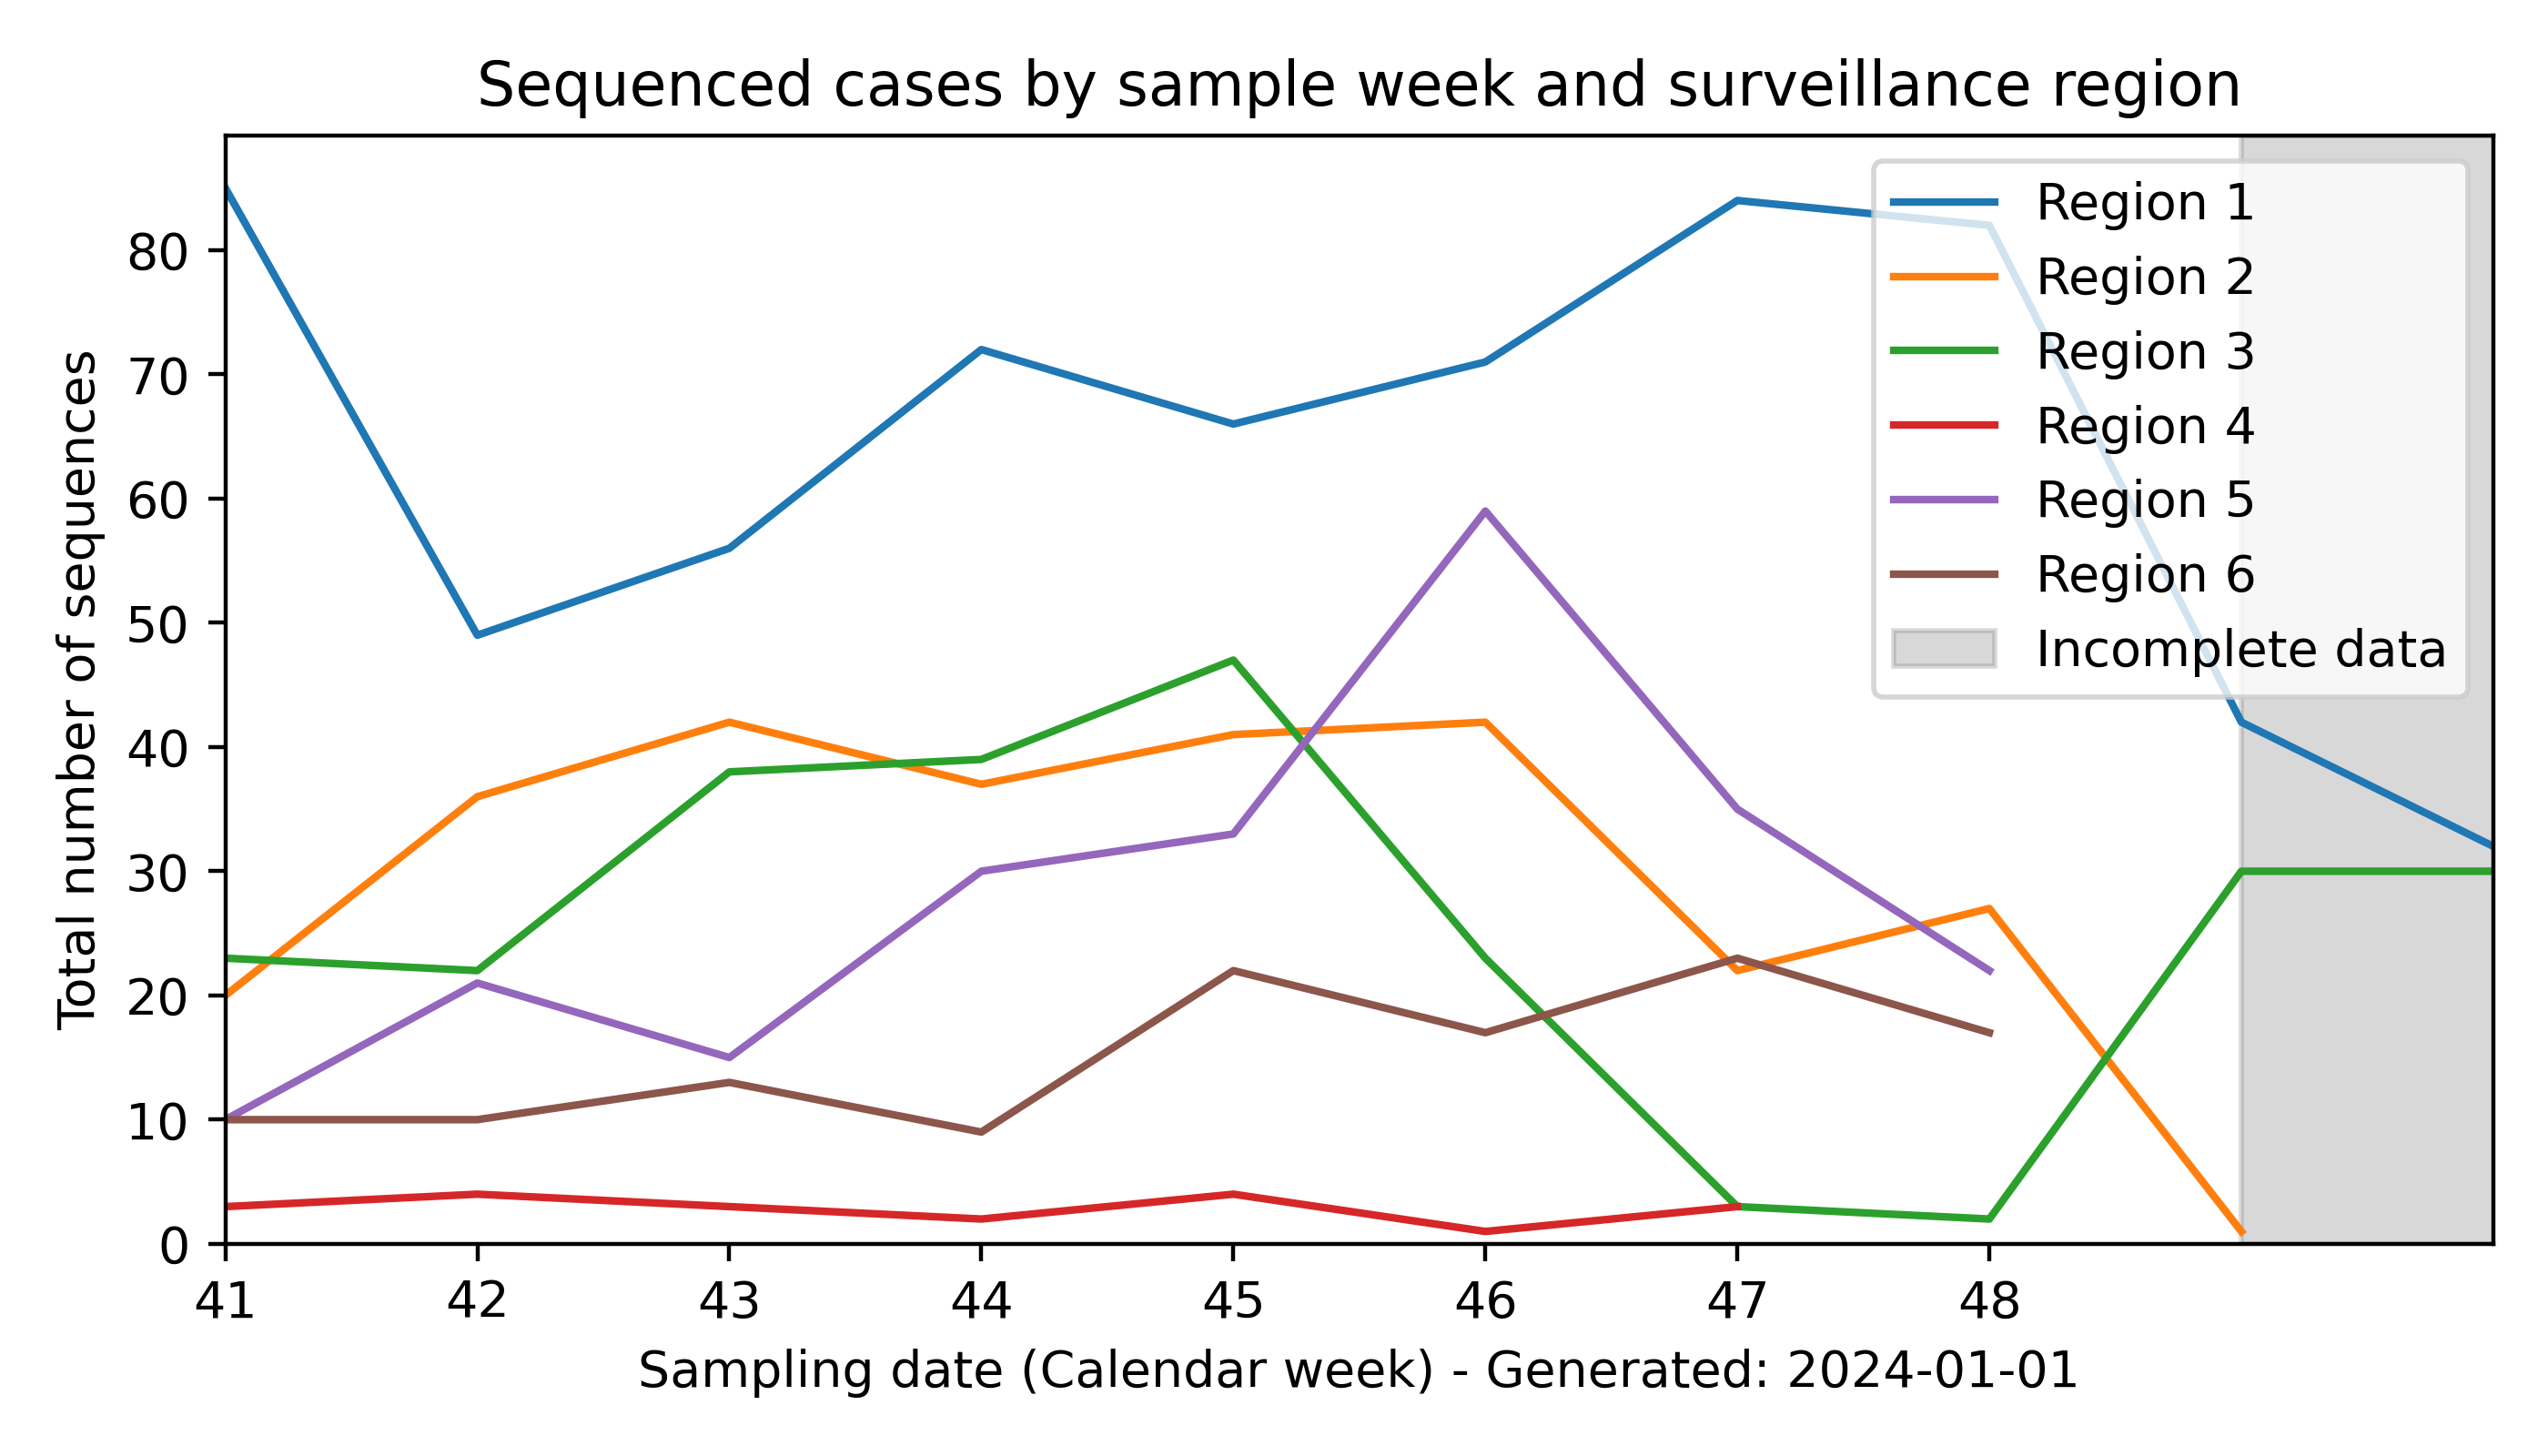 Sequenced cases by sample week and surveillance region
Total number of sequences
80
70
60
50
40
30
20
10
0
Region 1
Region 2
Region 3
Region 4
Region 5
Region 6
Incomplete data
41 42 43 44 45 46 47 48
Sampling date (Calendar week) - Generated: 2024-01-01